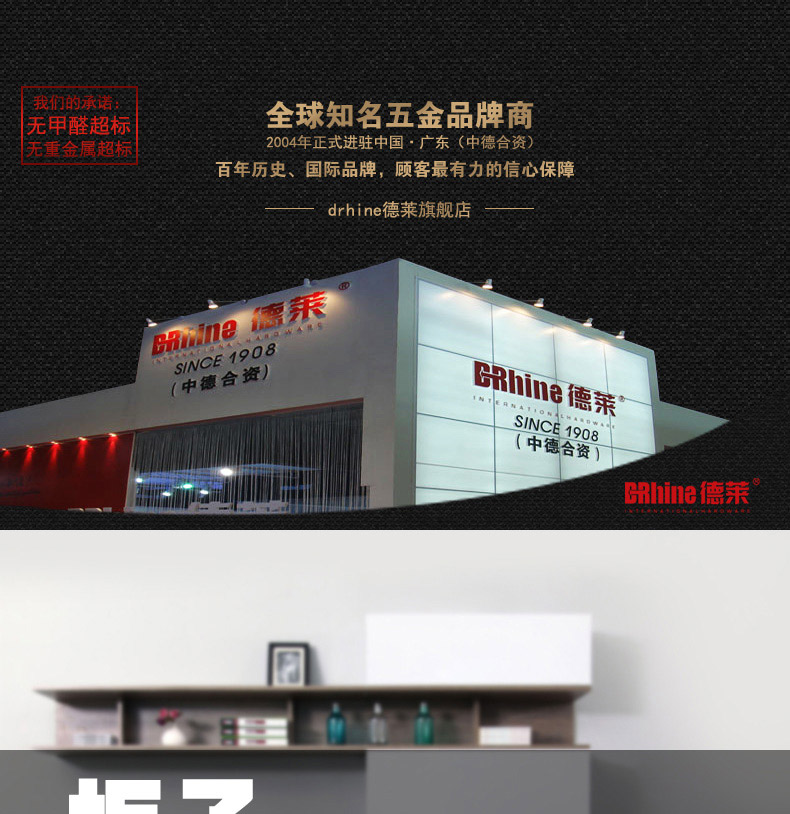 我们的承诺：
无甲醛超标
无重金属超标
全球知名五金品牌商
2004年正式进驻中国·广东（中德合资）
百年历史、国际品牌，顾客最有力的信心保障
drhine德莱旗舰店
DRhine 德莱®
INTERNATIONALHARDWARE
SINCE 1908
（中德合资）
DRhine 德莱®
INTERNATIONALHARDWARE
SINCE 1908
（中德合资）
DRhine 德莱®
INTERNATIONALHARDWARE